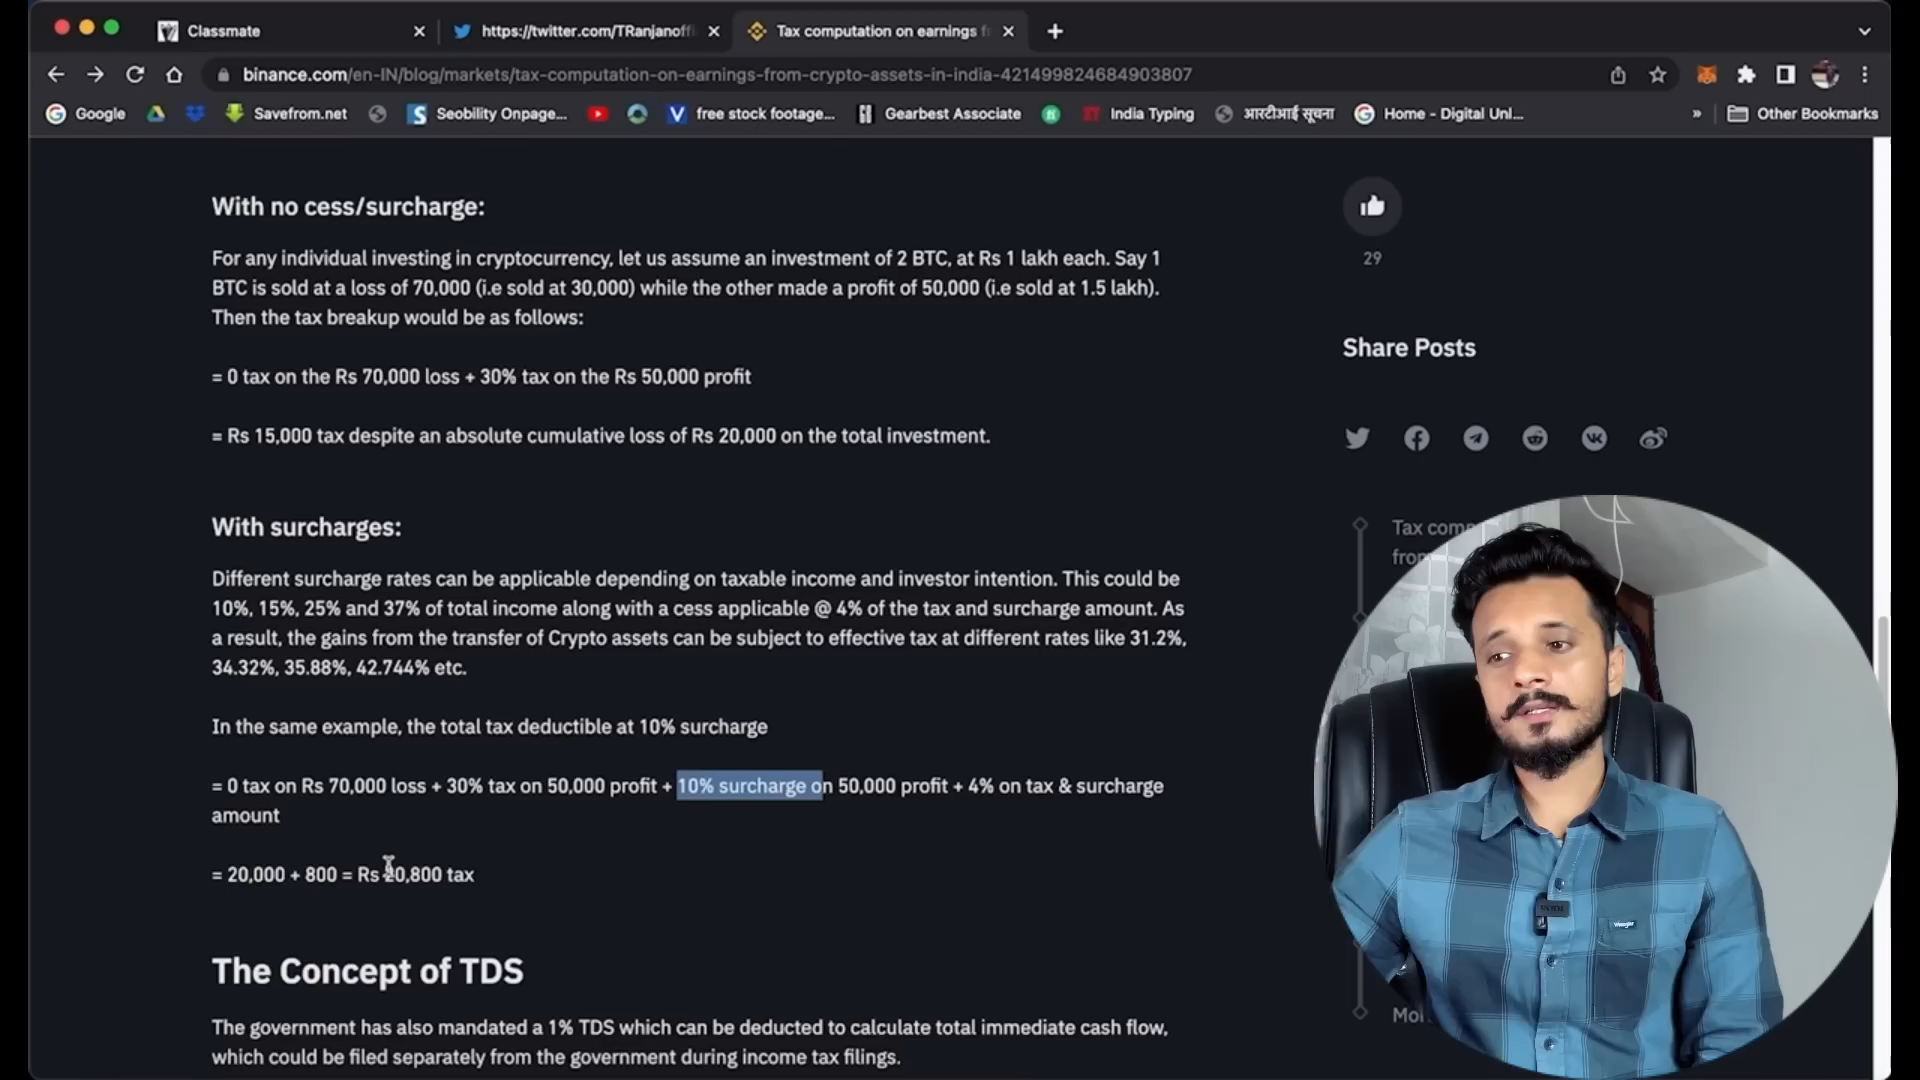 Classmate
https://twitter.com/TRanjanoffi
Tax computation on earnings f
binance.com/en-IN/blog/markets/tax-computation-on-earnings-from-crypto-assets-in-india-421499824684903807
Google
Savefrom.net
Seobility Onpage...
free stock footage...
Gearbest Associate
India Typing
आरटीआई सूचना
Home - Digital Unl...
»
Other Bookmarks
With no cess/surcharge:
For any individual investing in cryptocurrency, let us assume an investment of 2 BTC, at Rs 1 lakh each. Say 1
BTC is sold at a loss of 70,000 (i.e sold at 30,000) while the other made a profit of 50,000 (i.e sold at 1.5 lakh).
Then the tax breakup would be as follows:
= 0 tax on the Rs 70,000 loss + 30% tax on the Rs 50,000 profit
= Rs 15,000 tax despite an absolute cumulative loss of Rs 20,000 on the total investment.
With surcharges:
Different surcharge rates can be applicable depending on taxable income and investor intention. This could be
10%, 15%, 25% and 37% of total income along with a cess applicable @ 4% of the tax and surcharge amount. As
a result, the gains from the transfer of Crypto assets can be subject to effective tax at different rates like 31.2%,
34.32%, 35.88%, 42.744% etc.
In the same example, the total tax deductible at 10% surcharge
= 0 tax on Rs 70,000 loss + 30% tax on 50,000 profit + 10% surcharge on 50,000 profit + 4% on tax & surcharge
amount
= 20,000 + 800 = Rs 20,800 tax
The Concept of TDS
The government has also mandated a 1% TDS which can be deducted to calculate total immediate cash flow,
which could be filed separately from the government during income tax filings.
29
Share Posts
Tax com
from
Wrangler